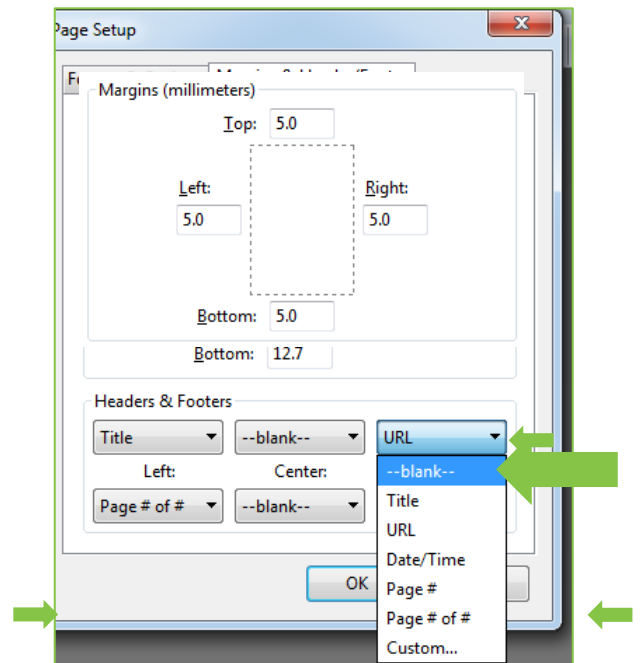 Page Setup
Margins (millimeters)
Top: 5.0
Left: Right:
5.0 5.0
Bottom: 5.0
Bottom: 12.7
Headers & Footers
Title --blank-- URL
Left: Center: --blank--
Page # of # --blank-- Title
URL
Date/Time
OK Page #
Page # of #
Custom...